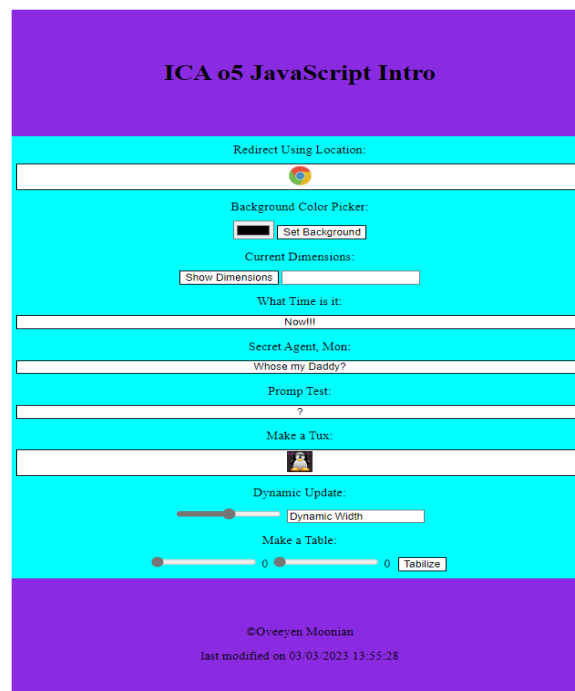 ICA o5 JavaScript Intro
Redirect Using Location:
Background Color Picker:
Set Background
Current Dimensions:
Show Dimensions
What Time is it:
Now!!!
Secret Agent, Mon:
Whose my Daddy?
Promp Test:
?
Make a Tux:
Dynamic Update:
Dynamic Width
Make a Table:
0 0 Tabilize
©Oveeyen Moonian
last modified on 03/03/2023 13:55:28